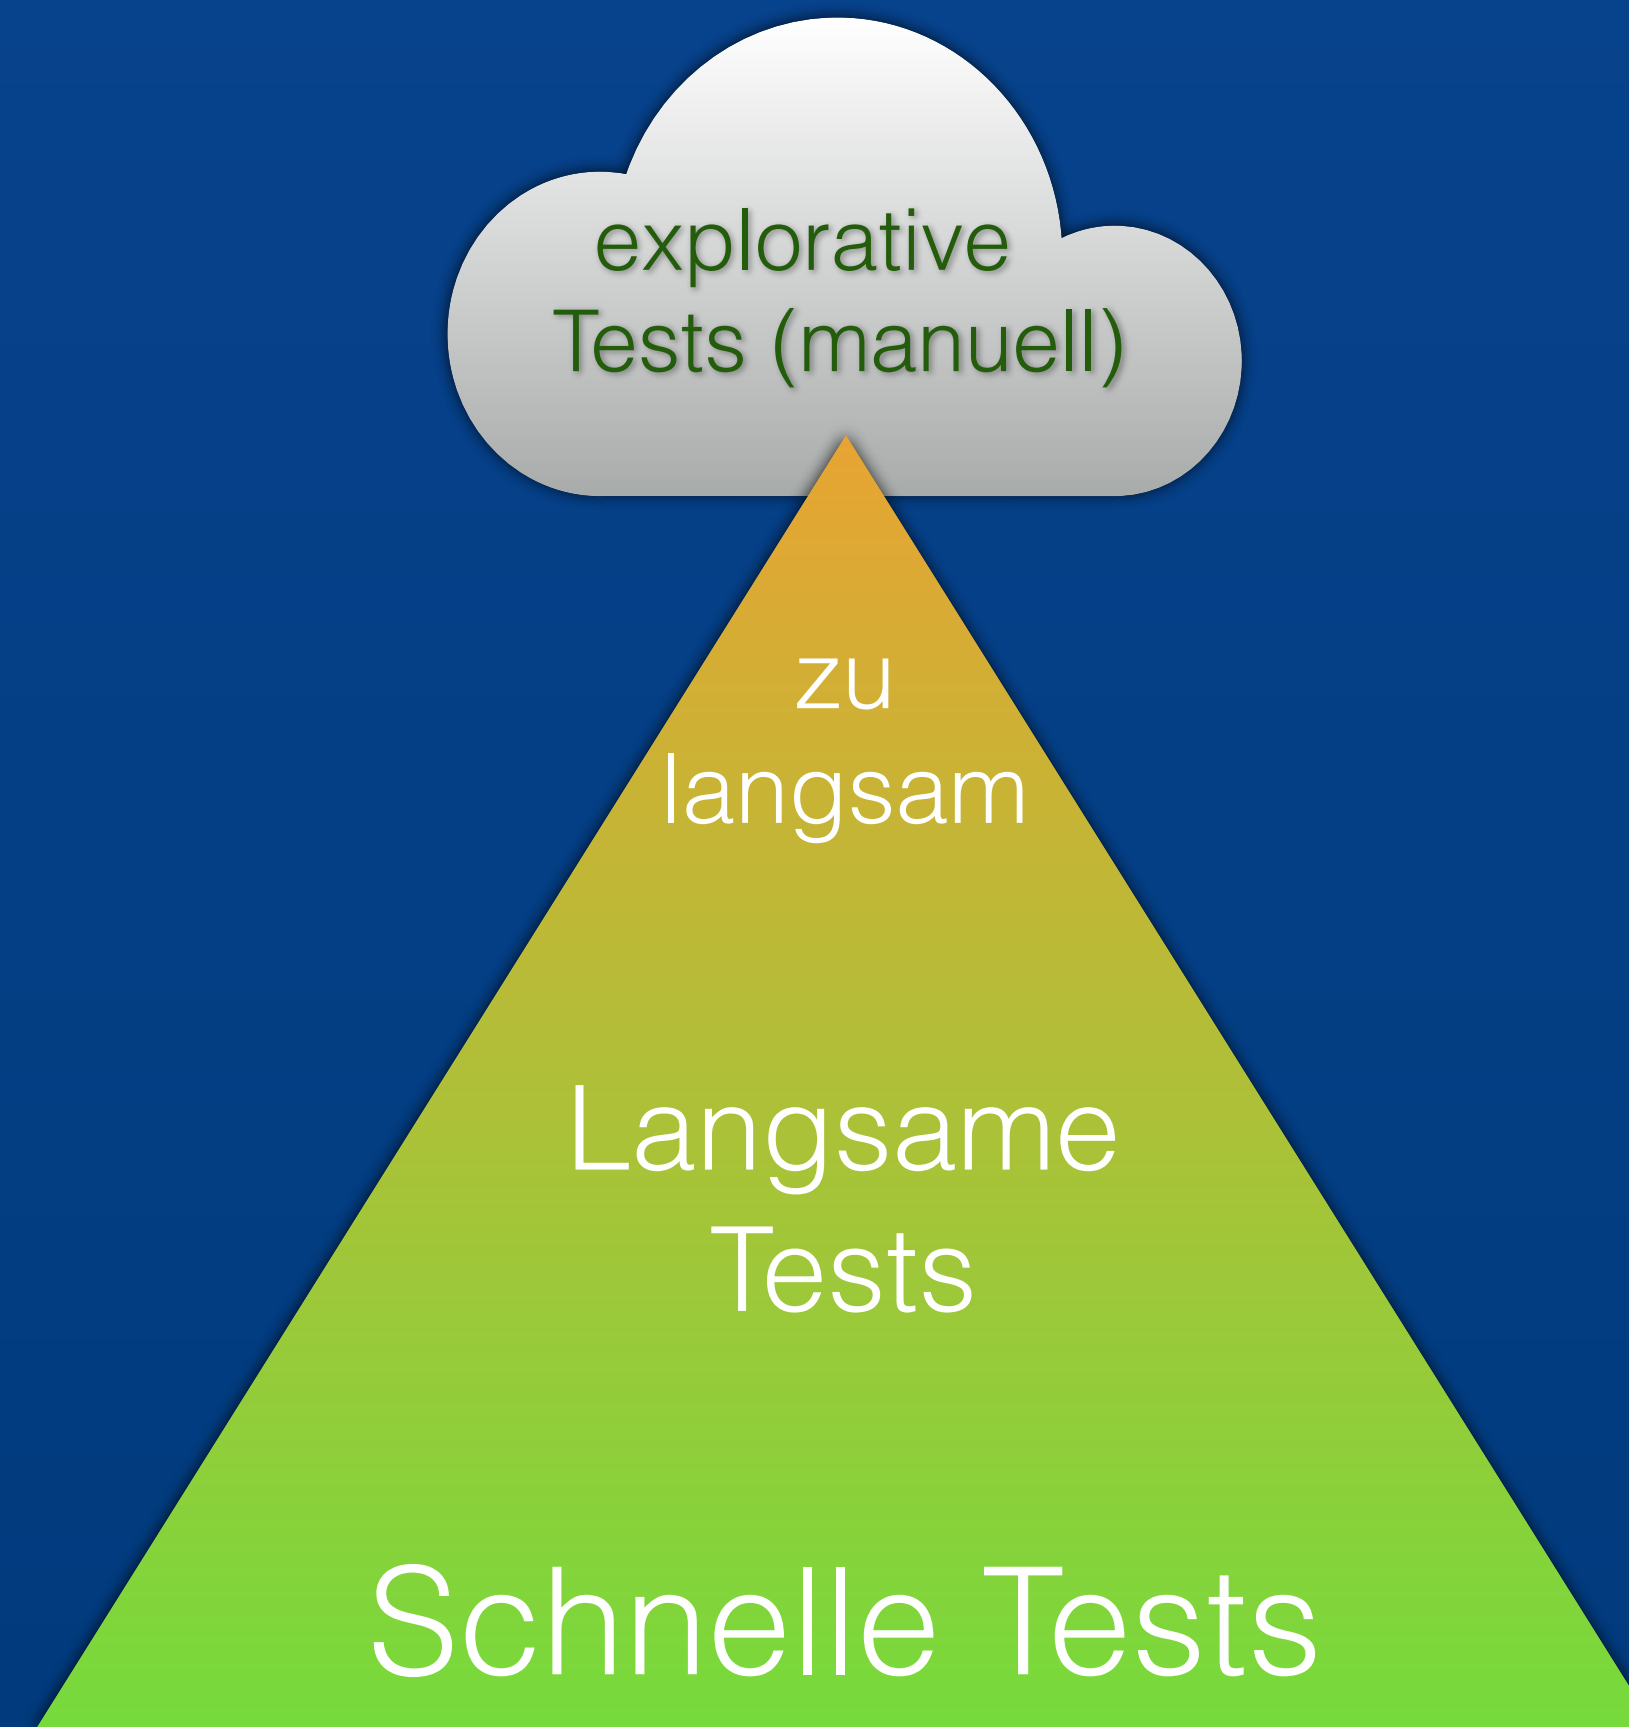 explorative
Tests (manuell)
zu
langsam
Langsame
Tests
Schnelle Tests